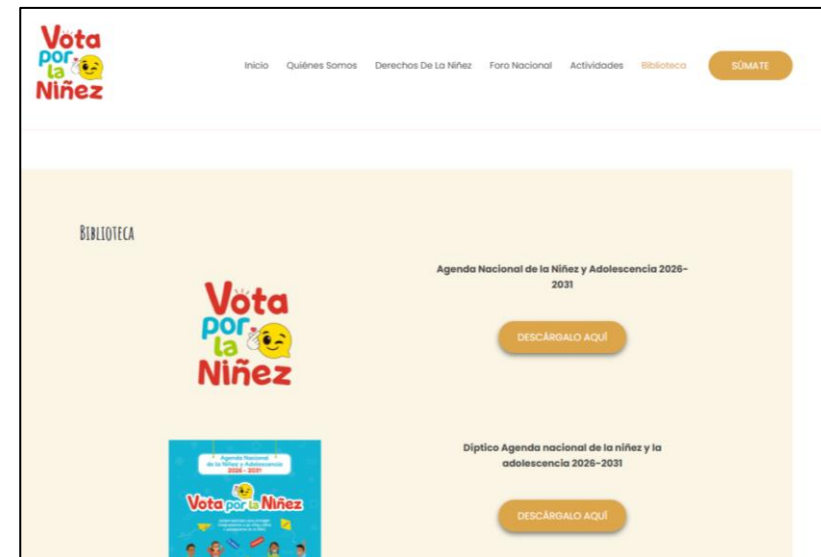 Vota
por
la
Niñez
Inicio Quiénes Somos Derechos De La Niñez Foro Nacional Actividades Biblioteca SÚMATE
Biblioteca
Vota
por
la
Niñez
Agenda Nacional de la Niñez y Adolescencia 2026-
2031
DESCÁRGALO AQUÍ
Agenda Nacional
de la Niñez y Adolescencia
2026 - 2031
Vota por la Niñez
Díptico Agenda nacional de la niñez y la
adolescencia 2026-2031
DESCÁRGALO AQUÍ